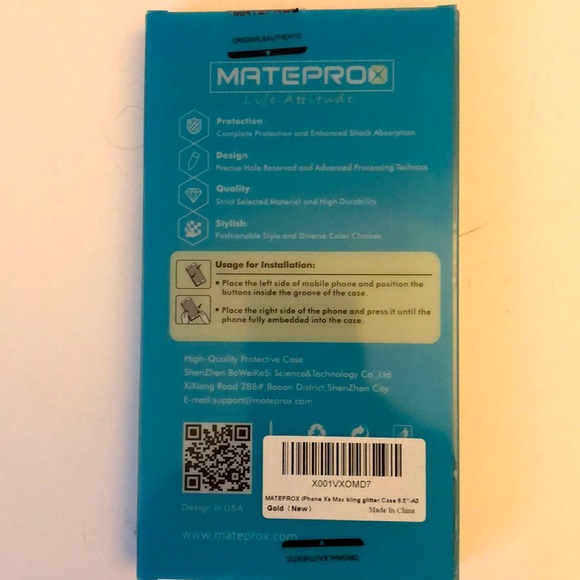 MATEPROX
ORIGINAL&AUTHENTIC
MATEPROX
Life Attitude
Protection:
Complete Protection and Enhanced Shock Absorption
Design
Precise Hole Reserved and Advanced Processing Technics
Quality:
Strict Selected Material and High Durability
Stylish:
Fashionable Style and Diverse Color Choices
Usage for Installation:
▪ Place the left side of mobile phone and position the
buttons inside the groove of the case.
▪ Place the right side of the phone and press it until the
phone fully embedded into the case.
High-Quality Protective Case
ShenZhen BoWeiKeSi Science&Technology Co.,Ltd.
XiXiang Road 288# Baoan District,ShenZhen City
E-mail:support@mateprox.com
X001VXOMD7
MATEPROX iPhone Xs Max bling glitter Case 6.5''-A3
Gold（New）
Made In China
Design in USA
www.mateprox.com
ORIGINAL&AUTHENTIC